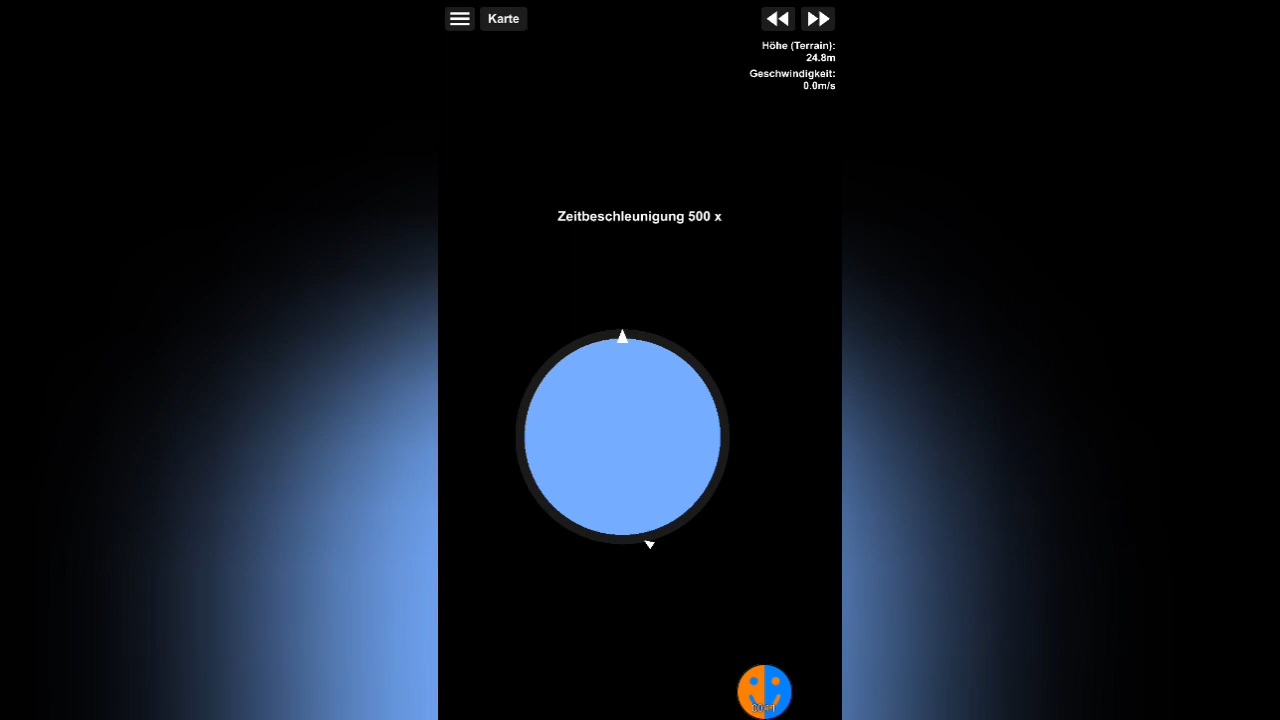 Karte
Höhe (Terrain):
24.8m
Geschwindigkeit:
0.0m/s
Zeitbeschleunigung 500 x